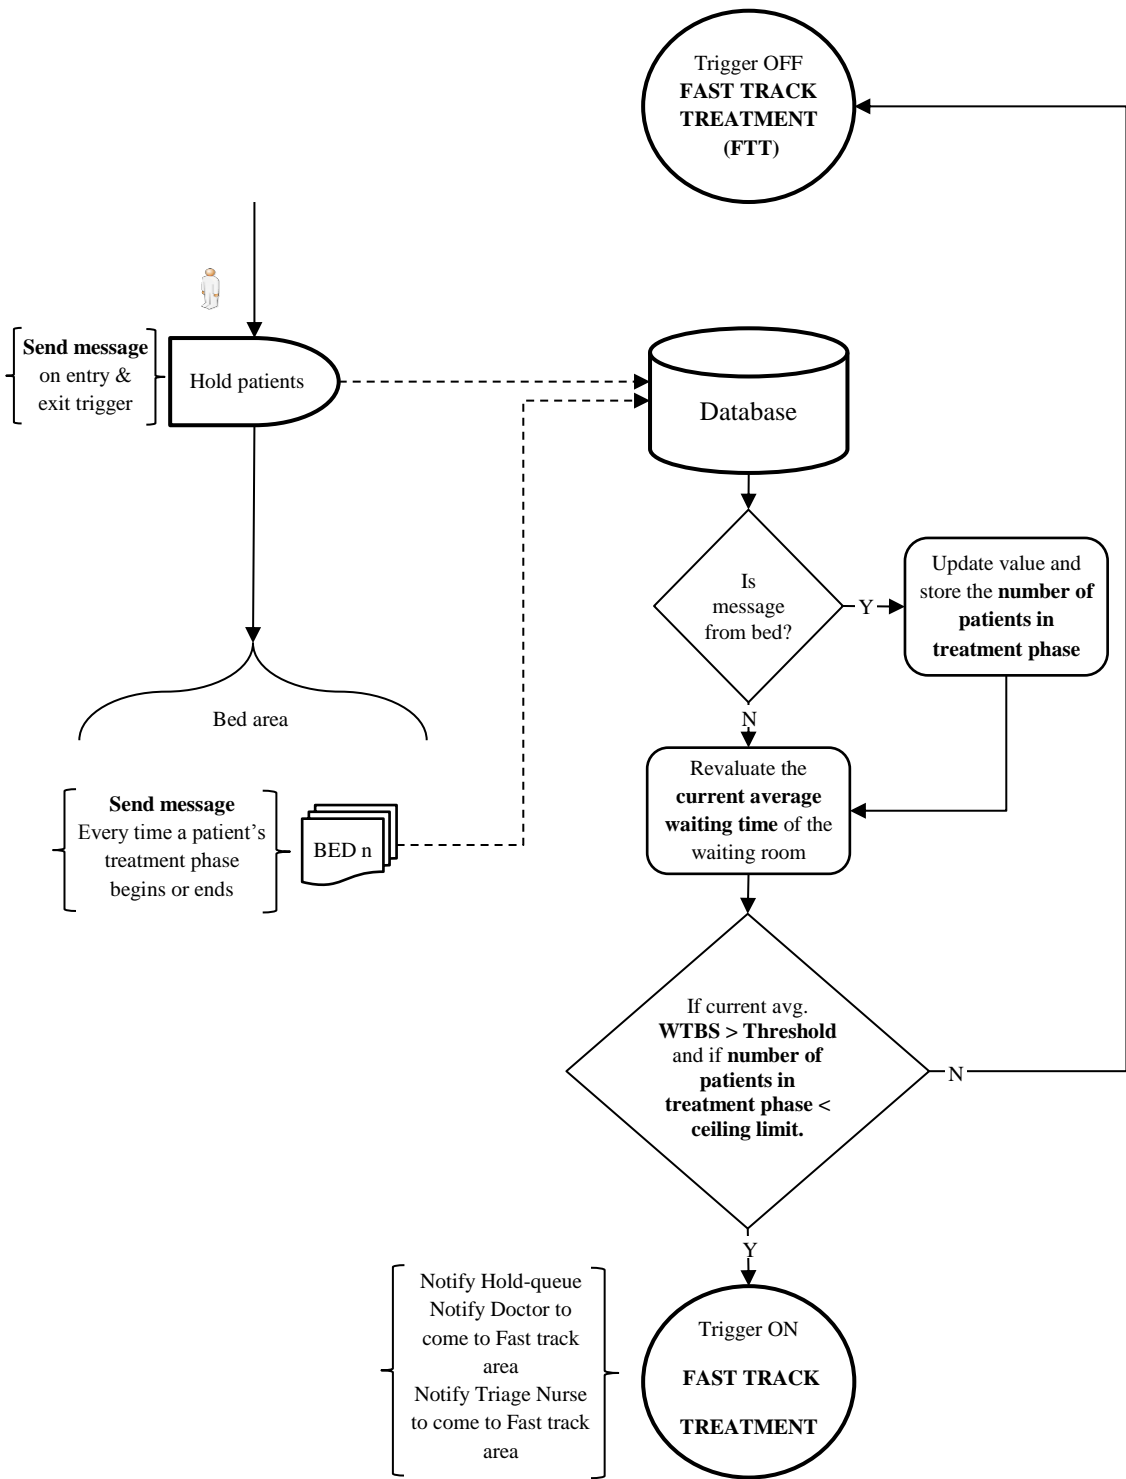 Trigger OFF
FAST TRACK
TREATMENT
(FTT)
Send message
on entry &
exit trigger
Hold patients
Database
Is
message
from bed?
Y
Update value and
store the number of
patients in
treatment phase
N
Bed area
Revaluate the
current average
waiting time of the
waiting room
Send message
Every time a patient’s
treatment phase
begins or ends
BED n
If current avg.
WTBS > Threshold
and if number of
patients in
treatment phase <
ceiling limit.
N
Y
Notify Hold-queue
Notify Doctor to
come to Fast track
area
Notify Triage Nurse
to come to Fast track
area
Trigger ON
FAST TRACK
TREATMENT